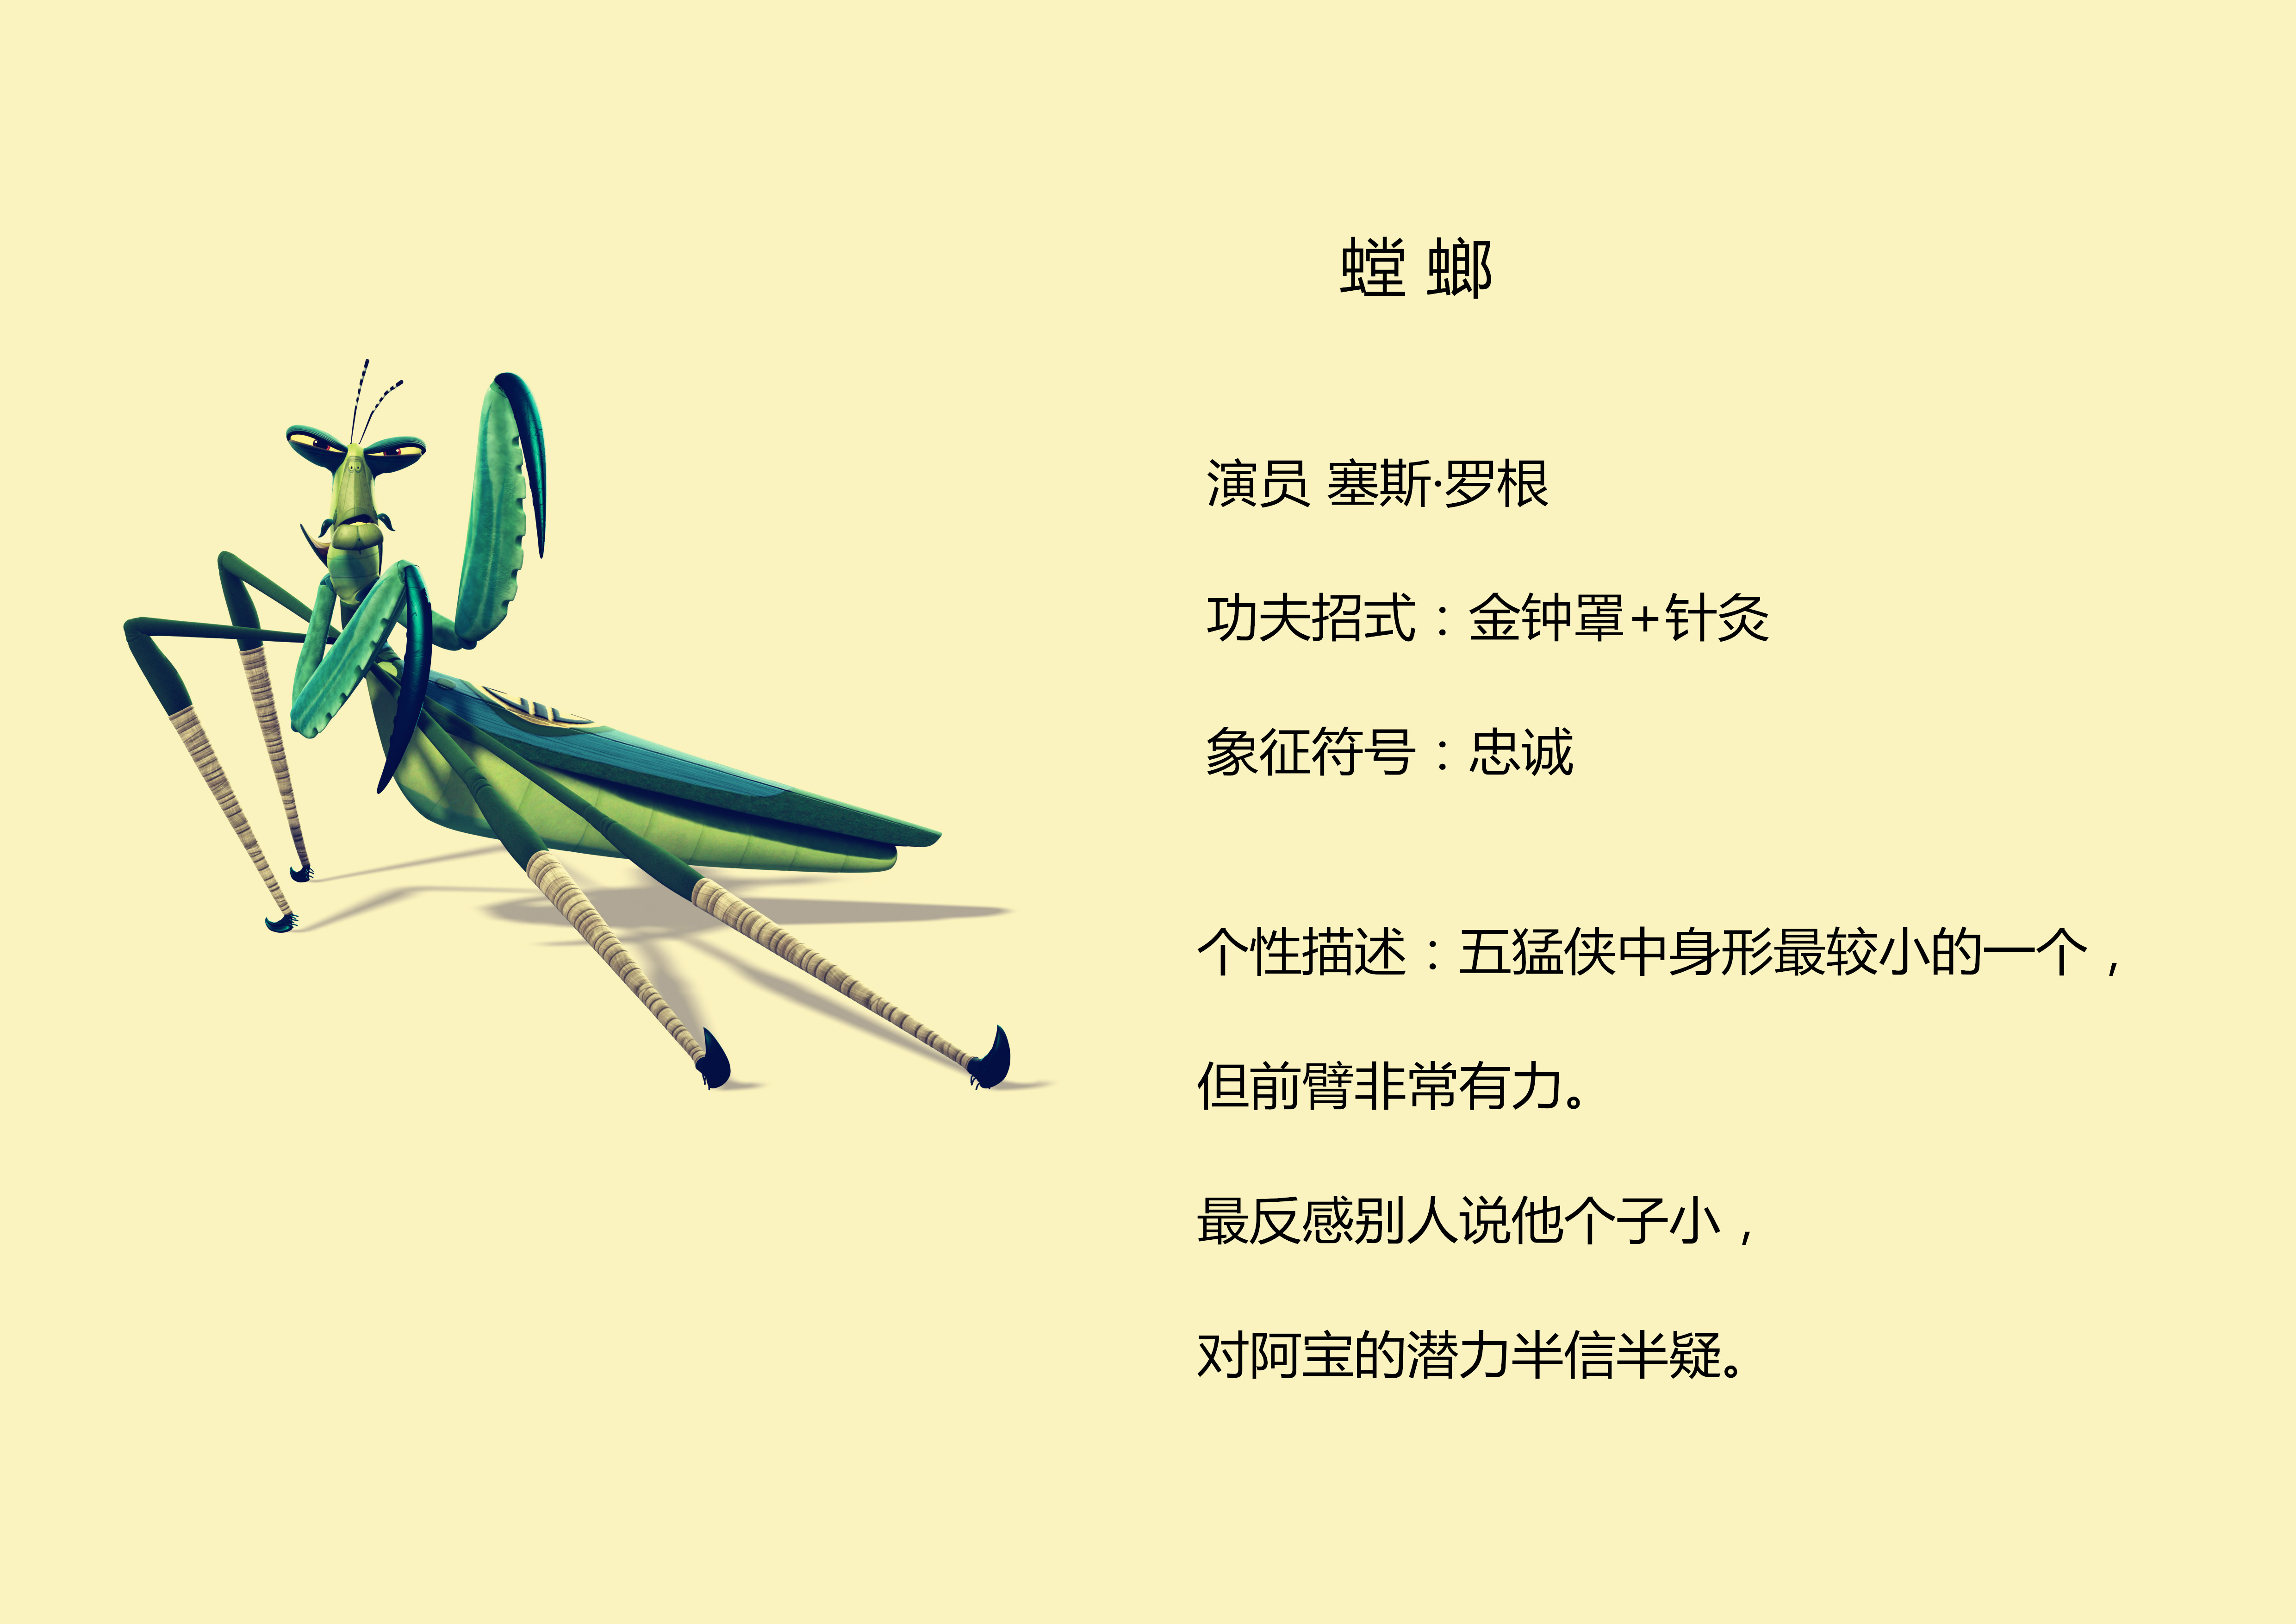 螳 螂
演员 塞斯·罗根
功夫招式：金钟罩+针灸
象征符号：忠诚
个性描述：五猛侠中身形最较小的一个，
但前臂非常有力。
最反感别人说他个子小，
对阿宝的潜力半信半疑。